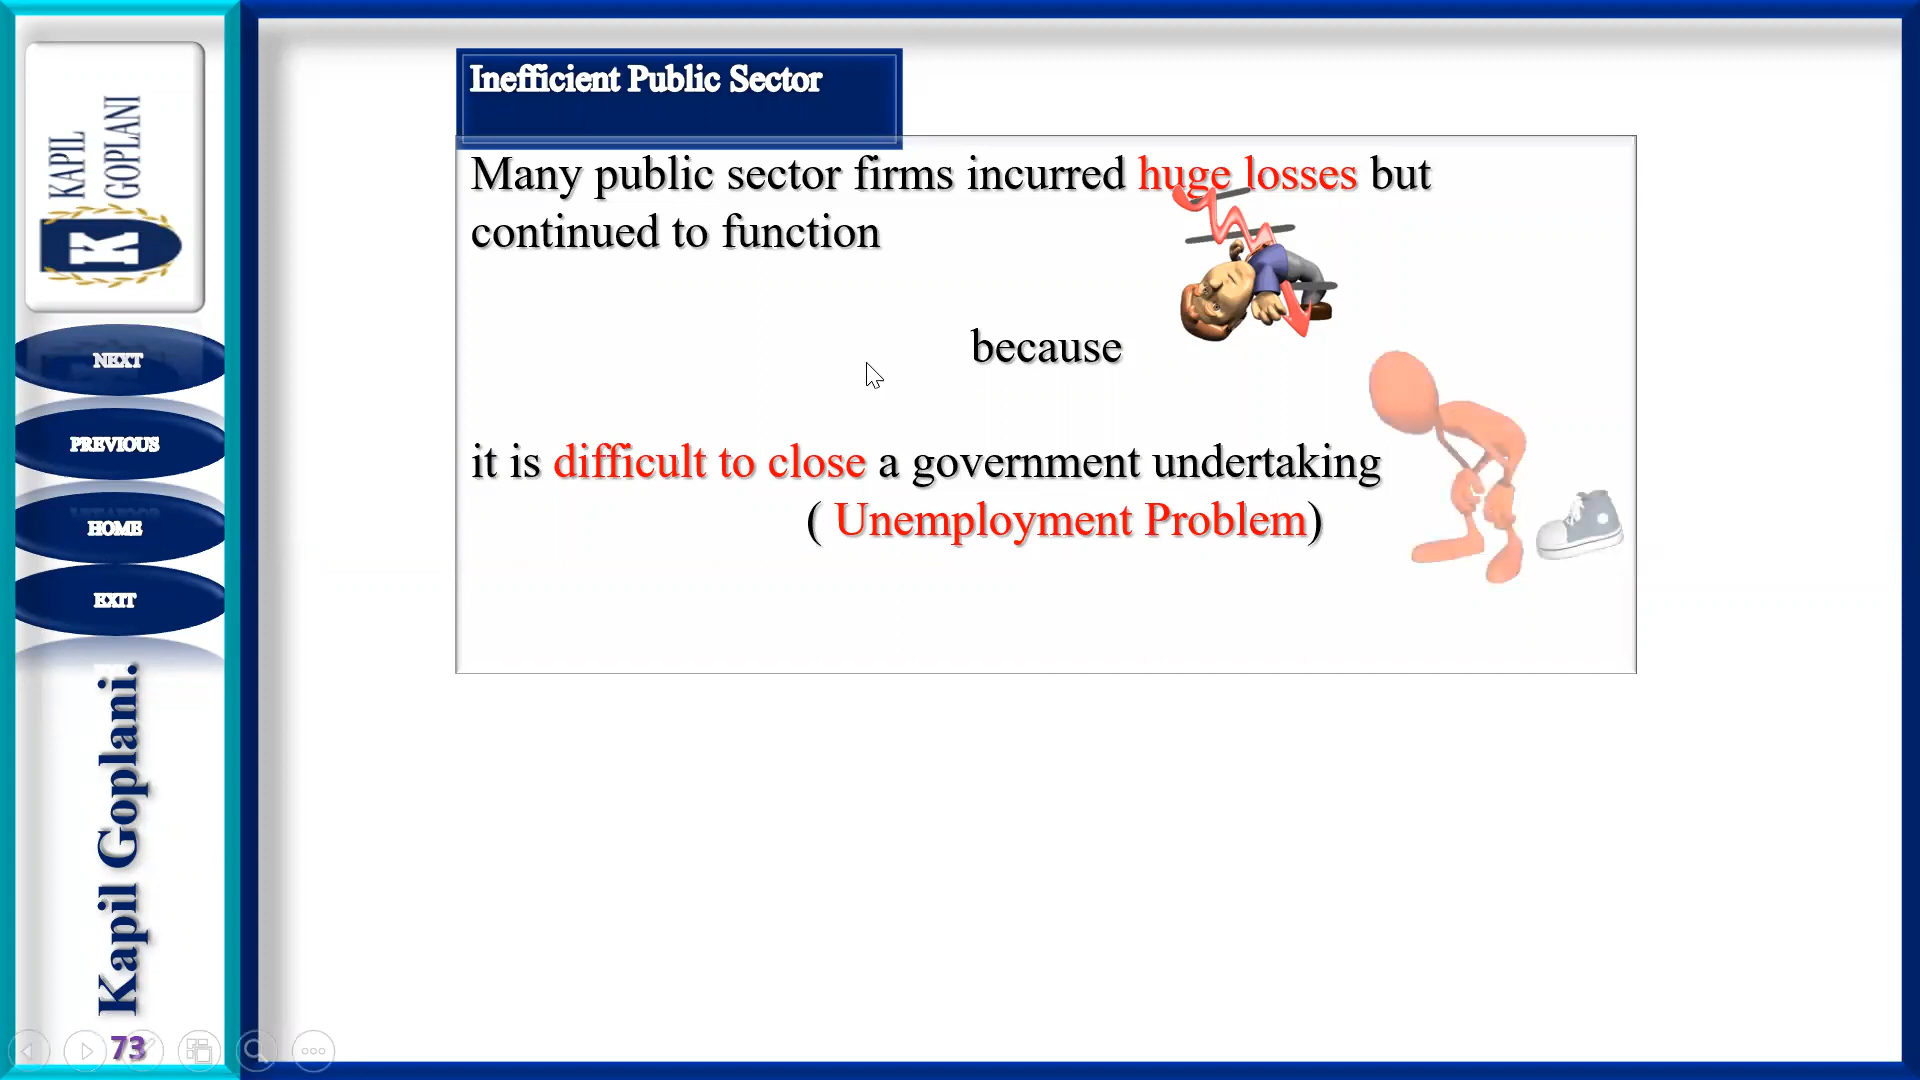 KAPIL
GOPLANI
K
NEXT
PREVIOUS
HOME
EXIT
Kapil Goplani.
73
Inefficient Public Sector
Many public sector firms incurred huge losses but
continued to function
because
it is difficult to close a government undertaking
( Unemployment Problem)